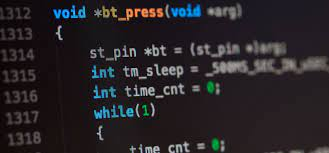 1312 void *bt_press(void *arg)
1313 {
1314 st_pin *bt = (st_pin *)arg;
1315 int tm_sleep =
1316 int time_cnt = 0;
1317 while(1)
1318 {
time_cnt = 0;